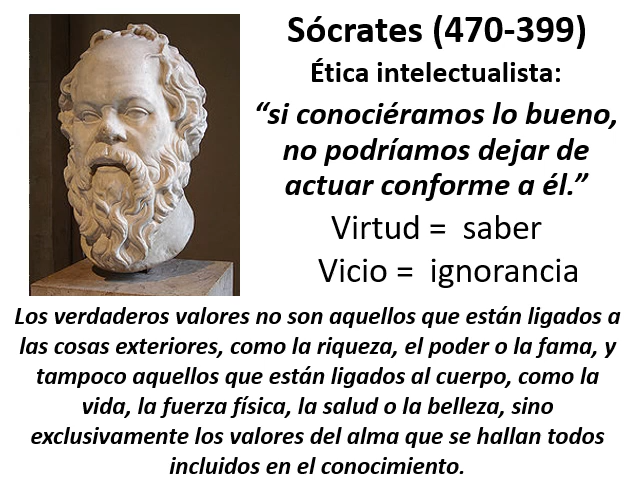 Sócrates (470-399)
Ética intelectualista:
“si conociéramos lo bueno,
no podríamos dejar de
actuar conforme a él.”
Virtud =  saber
Vicio =  ignorancia
Los verdaderos valores no son aquellos que están ligados a
las cosas exteriores, como la riqueza, el poder o la fama, y
tampoco aquellos que están ligados al cuerpo, como la
vida, la fuerza física, la salud o la belleza, sino
exclusivamente los valores del alma que se hallan todos
incluidos en el conocimiento.